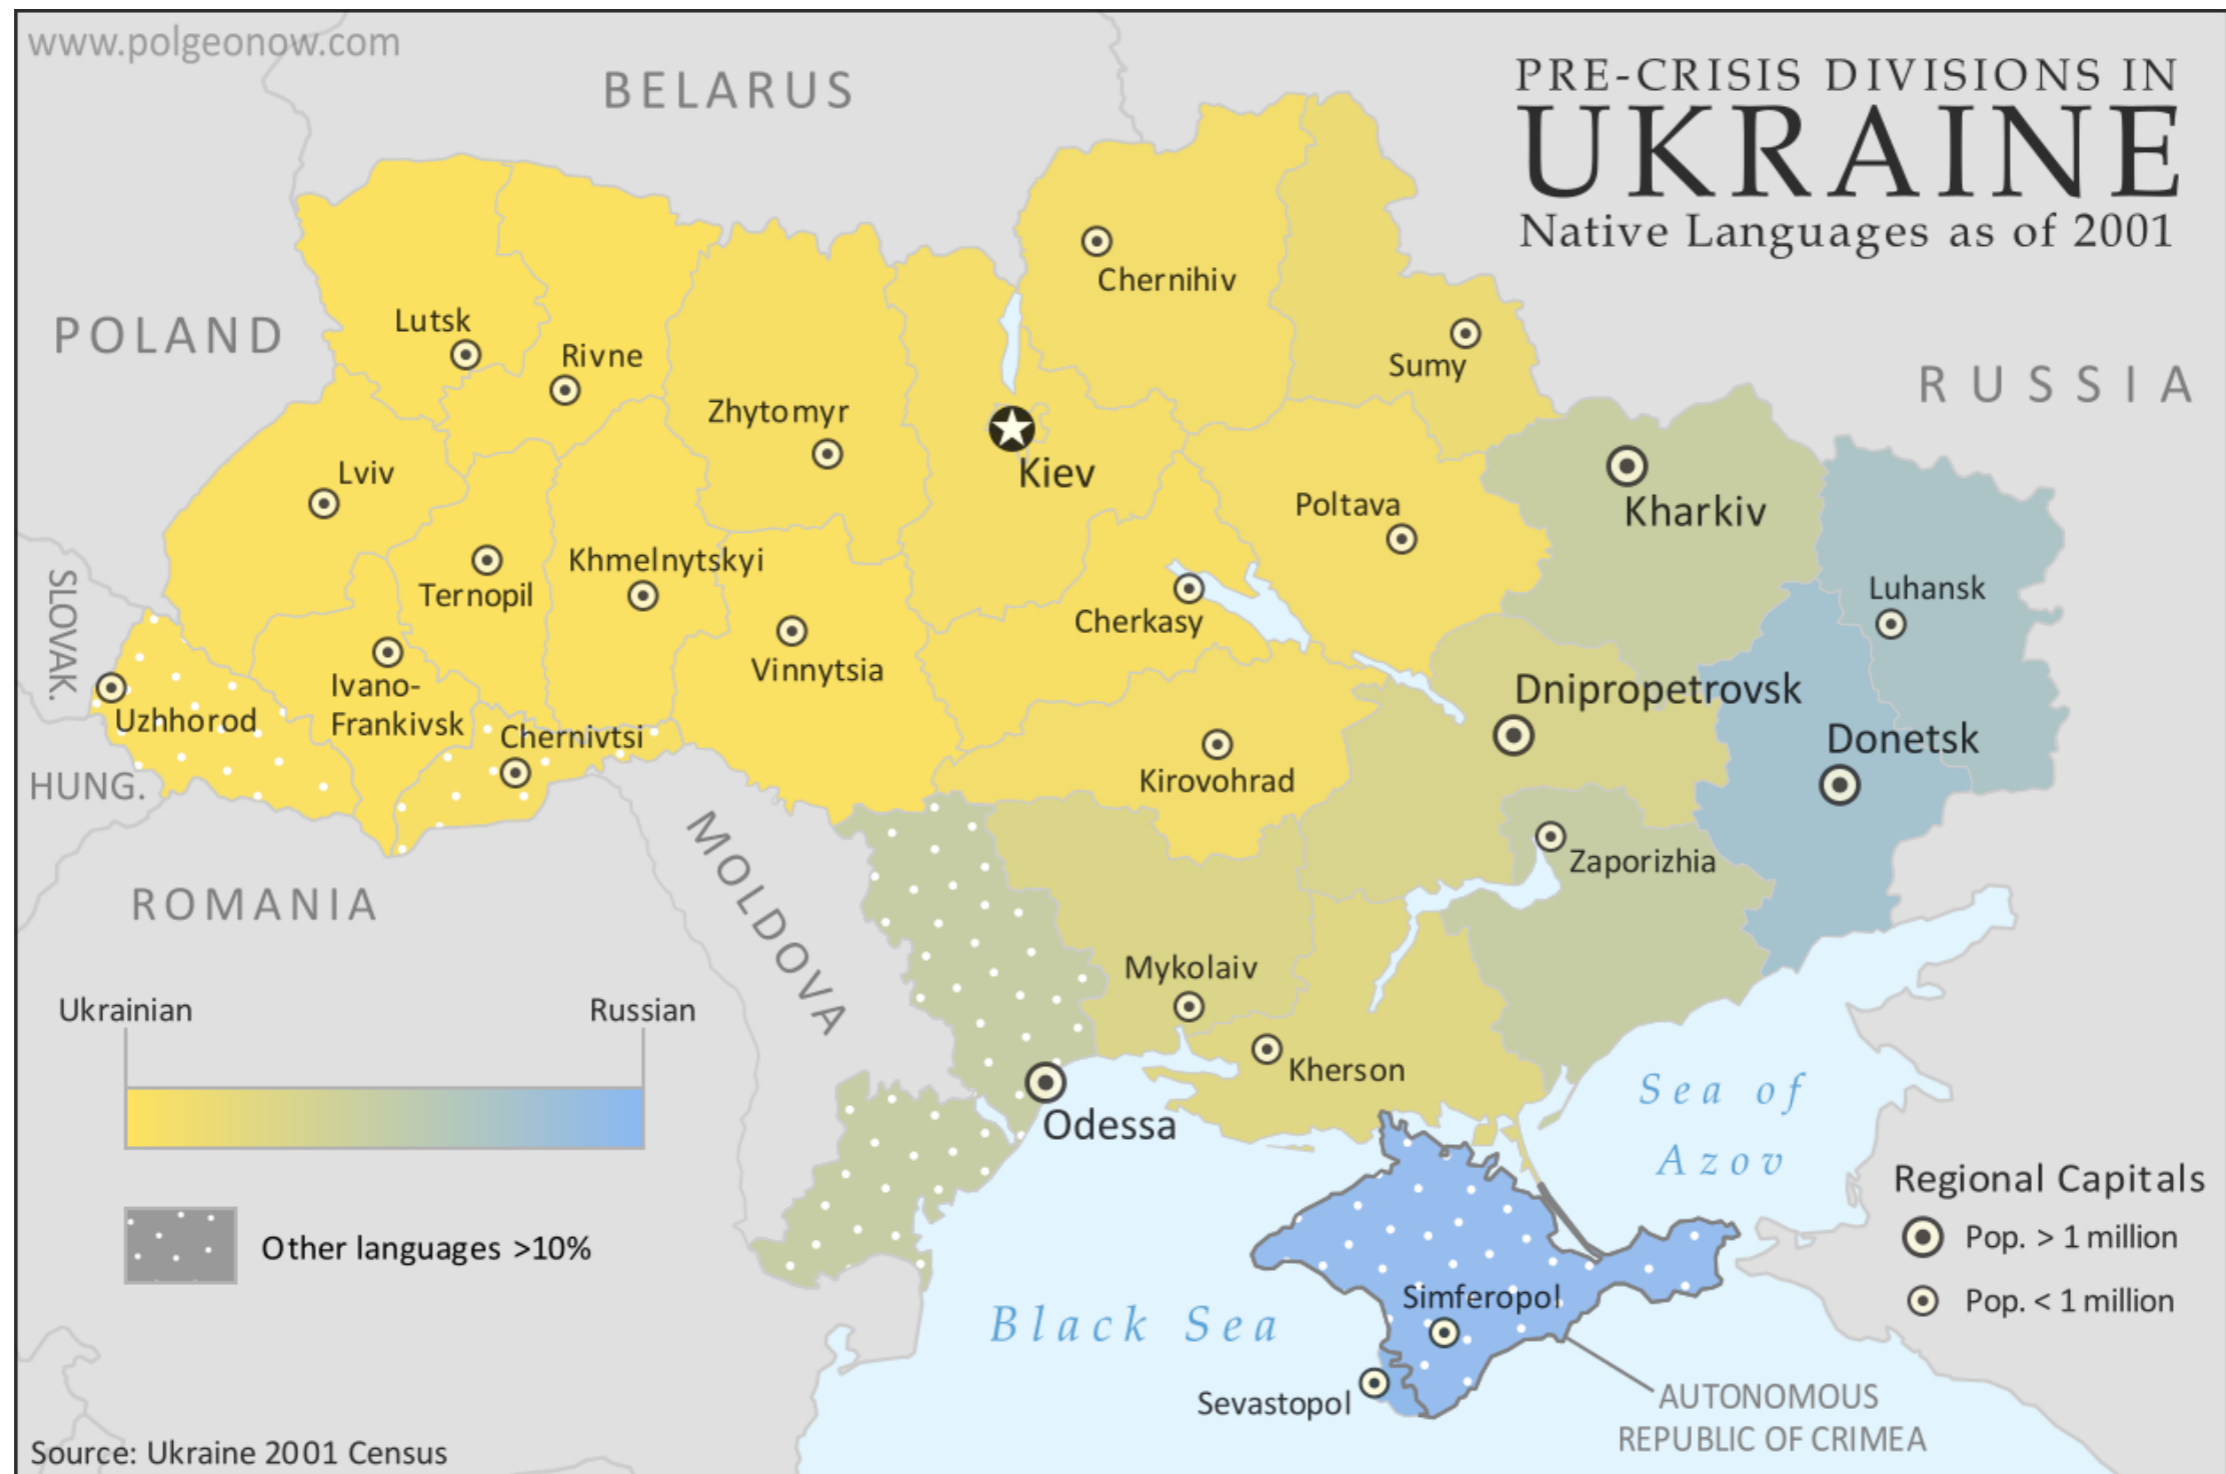 www.polgeonow.com
PRE-CRISIS DIVISIONS IN
UKRAINE
Native Languages as of 2001
BELARUS
POLAND
RUSSIA
SLOVAK.
HUNG.
ROMANIA
MOLDOVA
Chernihiv
Lutsk
Rivne
Sumy
Zhytomyr
Kiev
Lviv
Poltava
Kharkiv
Ternopil
Khmelnytskyi
Cherkasy
Luhansk
Vinnytsia
Ivano-
Frankivsk
Uzhhorod
Chernivtsi
Dnipropetrovsk
Donetsk
Kirovohrad
Zaporizhia
Mykolaiv
Kherson
Odessa
Sea of
Azov
Black Sea
Simferopol
Sevastopol
AUTONOMOUS
REPUBLIC OF CRIMEA
Ukrainian
Russian
Other languages >10%
Regional Capitals
Pop. > 1 million
Pop. < 1 million
Source: Ukraine 2001 Census